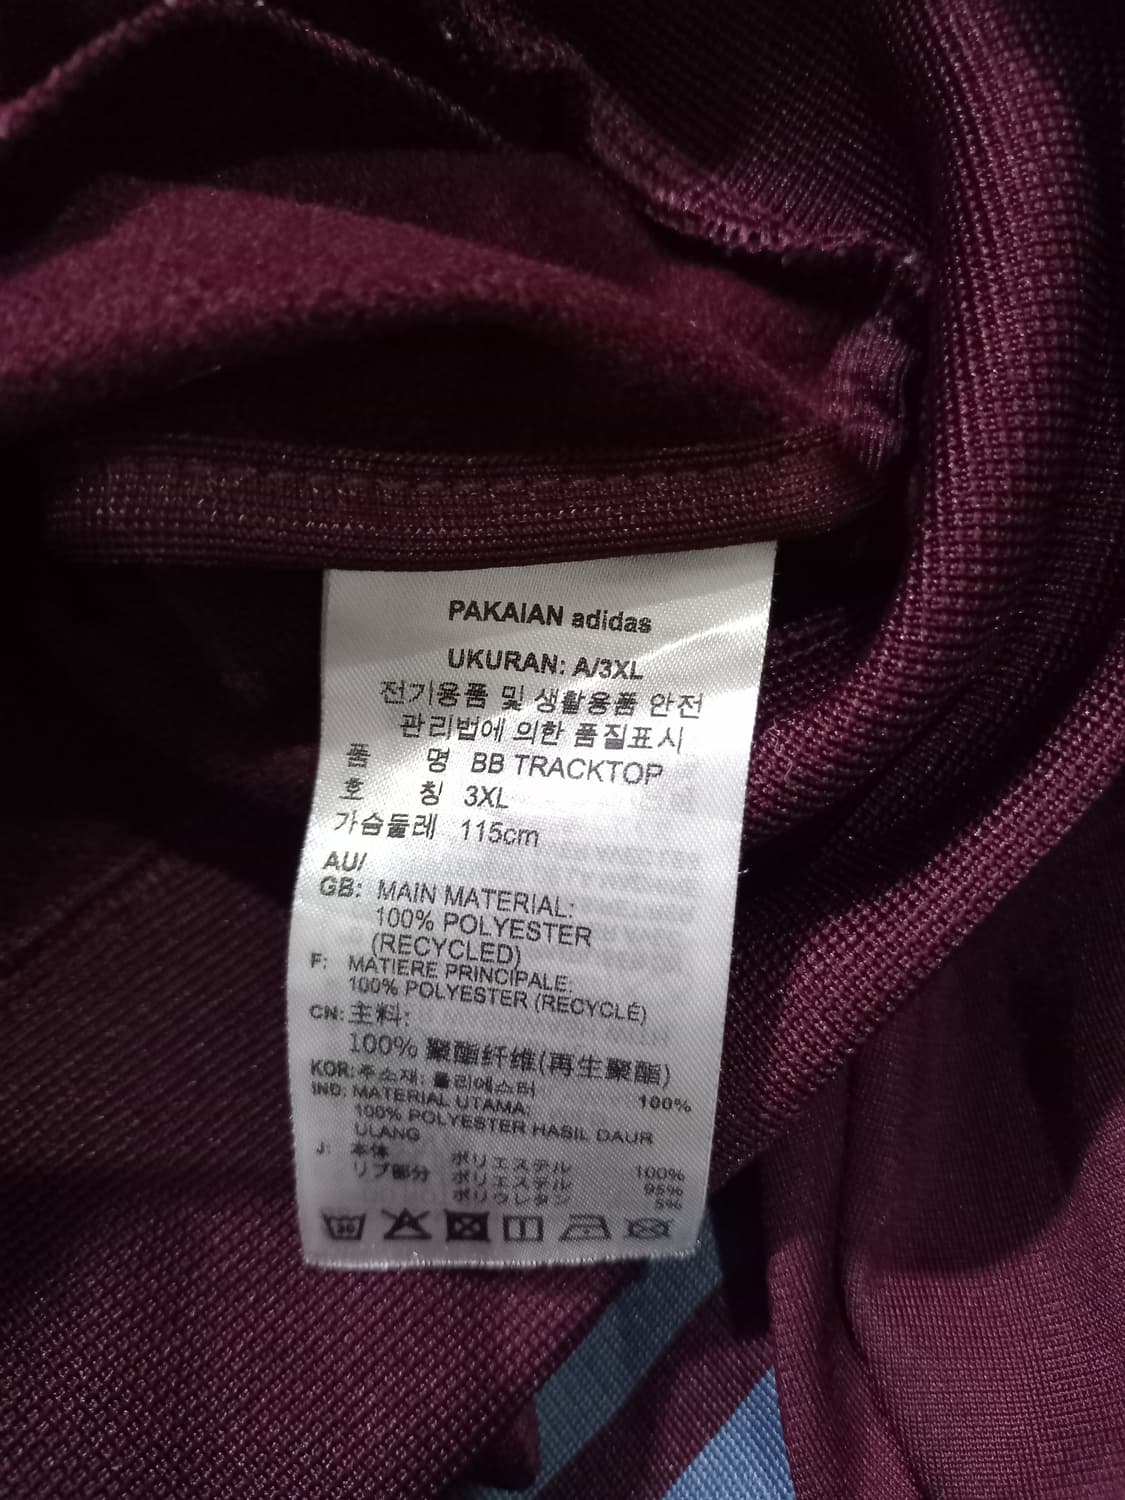 PAKAIAN adidas
UKURAN: A/3XL
전기용품 및 생활용품 안전
관리법에 의한 품질표시
품 명 BB TRACKTOP
호 칭 3XL
가슴둘레 115cm
AU/
GB: MAIN MATERIAL:
100% POLYESTER
(RECYCLED)
F: MATIERE PRINCIPALE:
100% POLYESTER (RECYCLÉ)
CN: 主料:
100% 聚酯纤维(再生聚酯)
KOR: 주소재: 폴리에스터 100%
IND: MATERIAL UTAMA:
100% POLYESTER HASIL DAUR
ULANG
J: 本体 ポリエステル 100%
リブ部分 ポリエステル 95%
ポリウレタン 5%